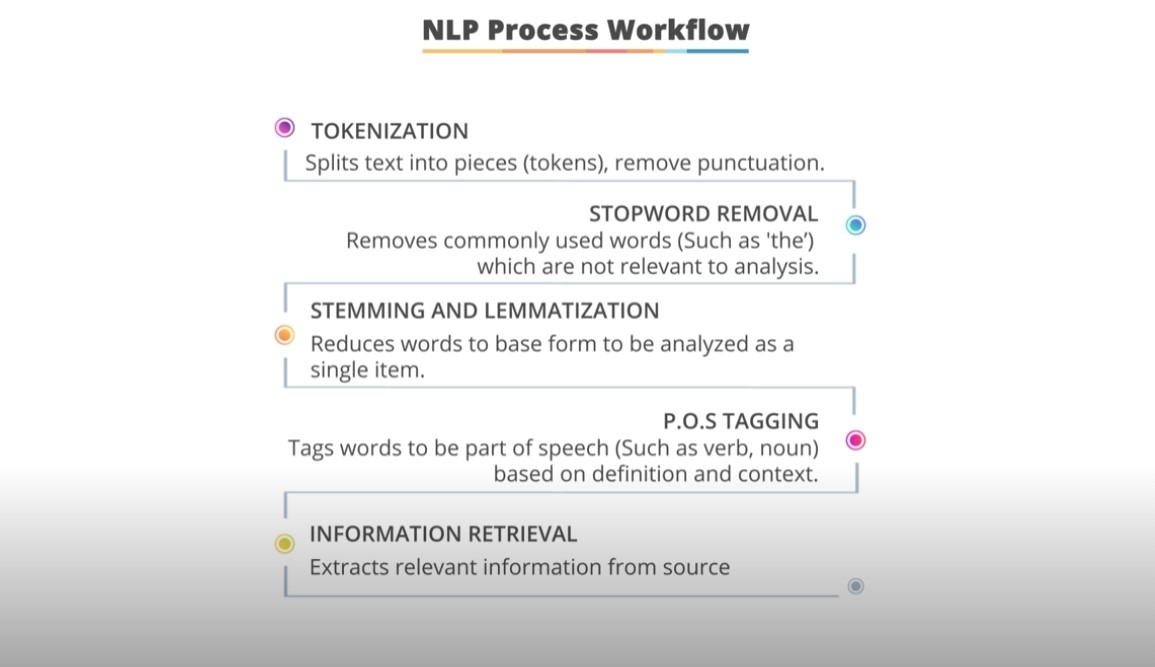 NLP Process Workflow
TOKENIZATION
Splits text into pieces (tokens), remove punctuation.
STOPWORD REMOVAL
Removes commonly used words (Such as 'the’)
which are not relevant to analysis.
STEMMING AND LEMMATIZATION
Reduces words to base form to be analyzed as a
single item.
P.O.S TAGGING
Tags words to be part of speech (Such as verb, noun)
based on definition and context.
INFORMATION RETRIEVAL
Extracts relevant information from source